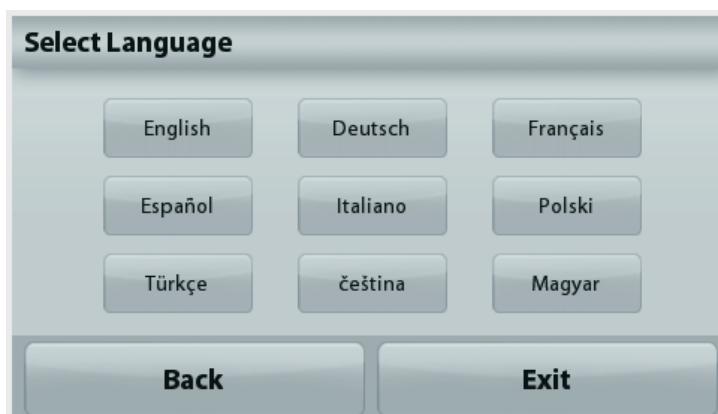 Select Language
English Deutsch Français
Español Italiano Polski
Türkçe čeština Magyar
Back Exit